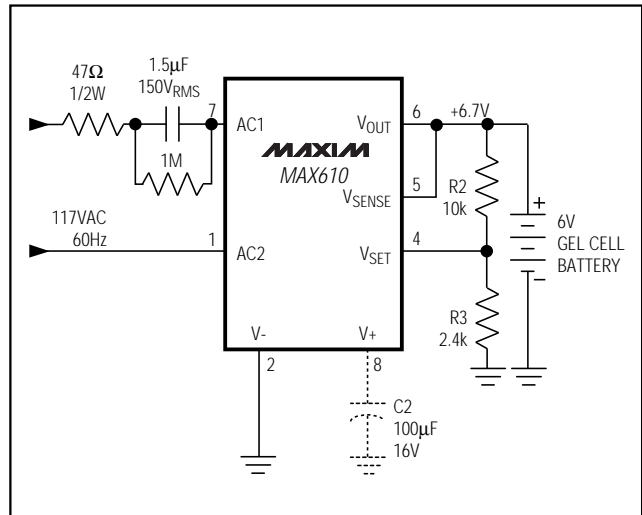 47Ω
1/2W
1.5µF
150VRMS
1M
117VAC
60Hz
7
AC1
1
AC2
MAXIM
MAX610
VOUT
6
+6.7V
VSENSE
5
VSET
4
V-
2
V+
8
R2
10k
R3
2.4k
+
6V
GEL CELL
BATTERY
−
C2
100µF
16V